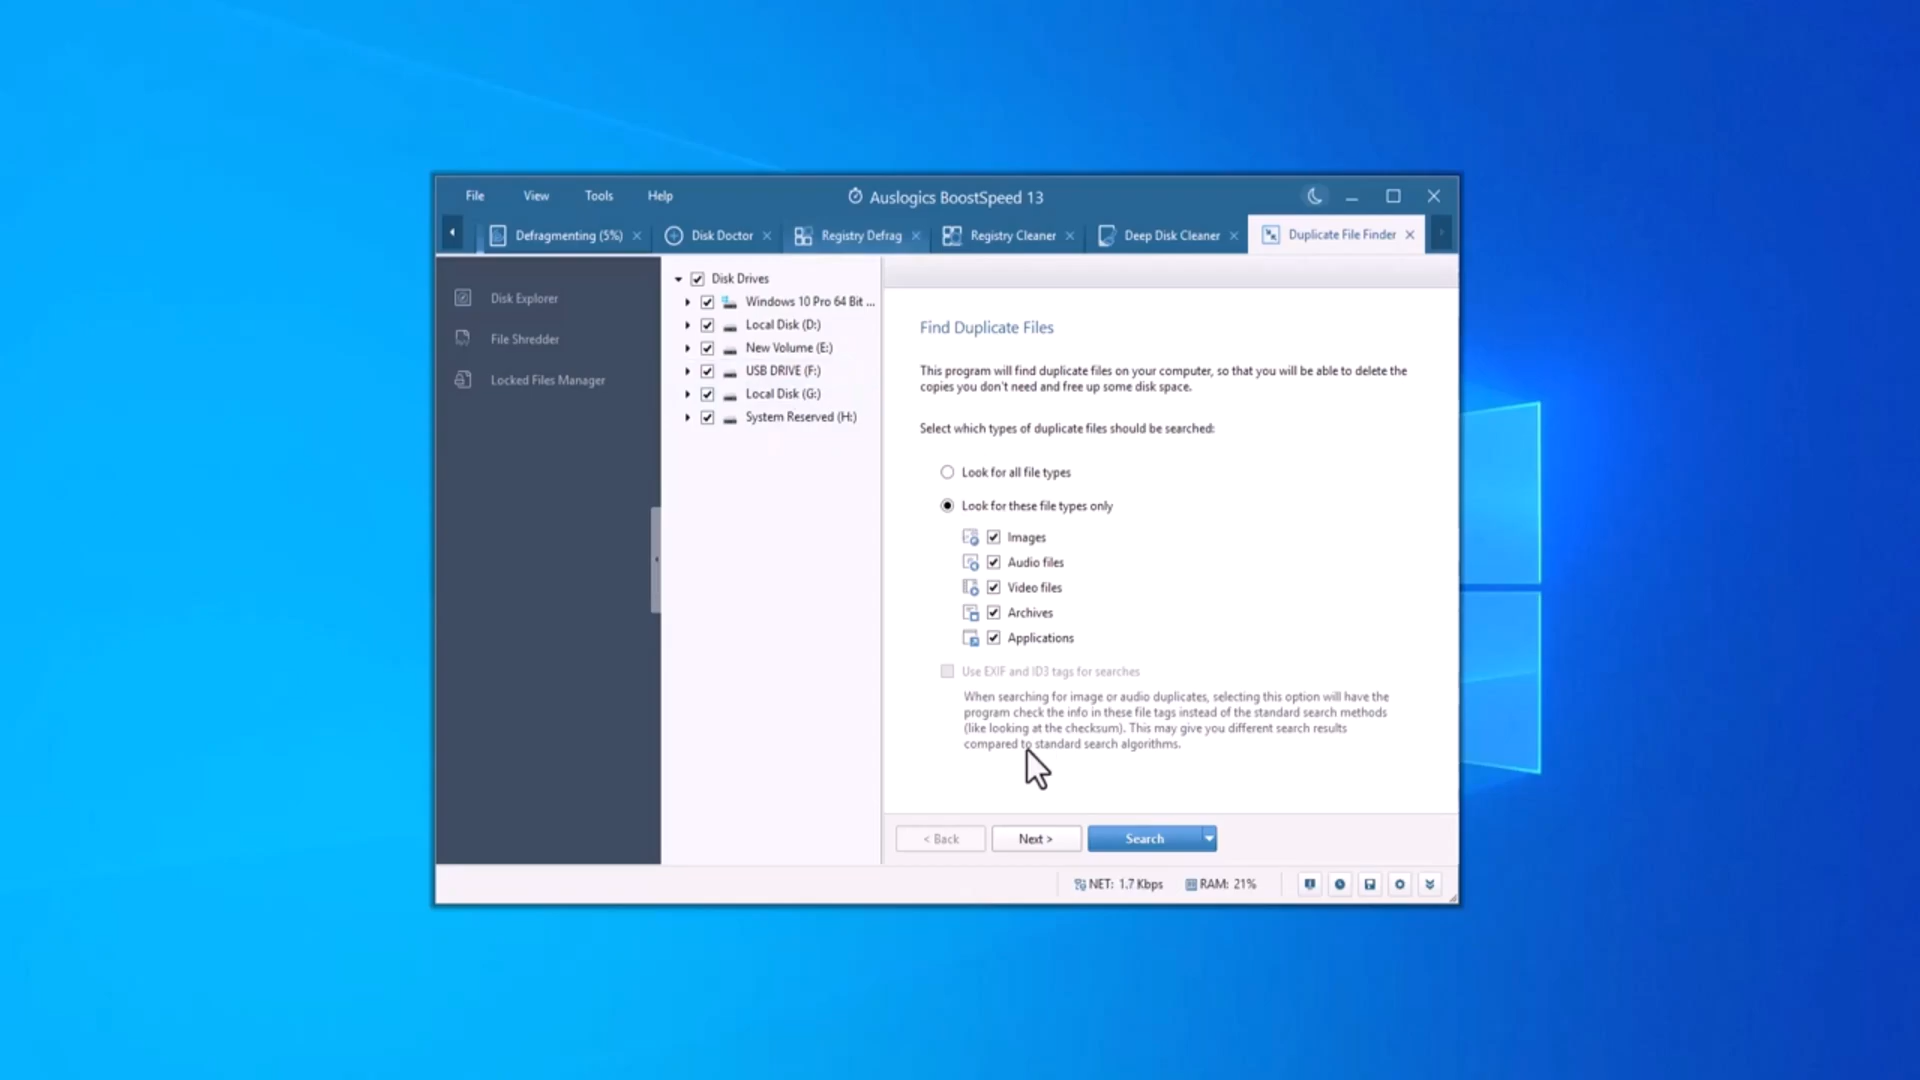 File View Tools Help
Auslogics BoostSpeed 13
Defragmenting (5%) Disk Doctor Registry Defrag Registry Cleaner Deep Disk Cleaner Duplicate File Finder
Disk Explorer
File Shredder
Locked Files Manager
Disk Drives
Windows 10 Pro 64 Bit ...
Local Disk (D:)
New Volume (E:)
USB DRIVE (F:)
Local Disk (G:)
System Reserved (H:)
Find Duplicate Files
This program will find duplicate files on your computer, so that you will be able to delete the
copies you don't need and free up some disk space.
Select which types of duplicate files should be searched:
Look for all file types
Look for these file types only
Images
Audio files
Video files
Archives
Applications
Use EXIF and ID3 tags for searches
When searching for image or audio duplicates, selecting this option will have the
program check the info in these file tags instead of the standard search methods
(like looking at the checksum). This may give you different search results
compared to standard search algorithms.
< Back Next > Search
NET: 1.7 Kbps RAM: 21%